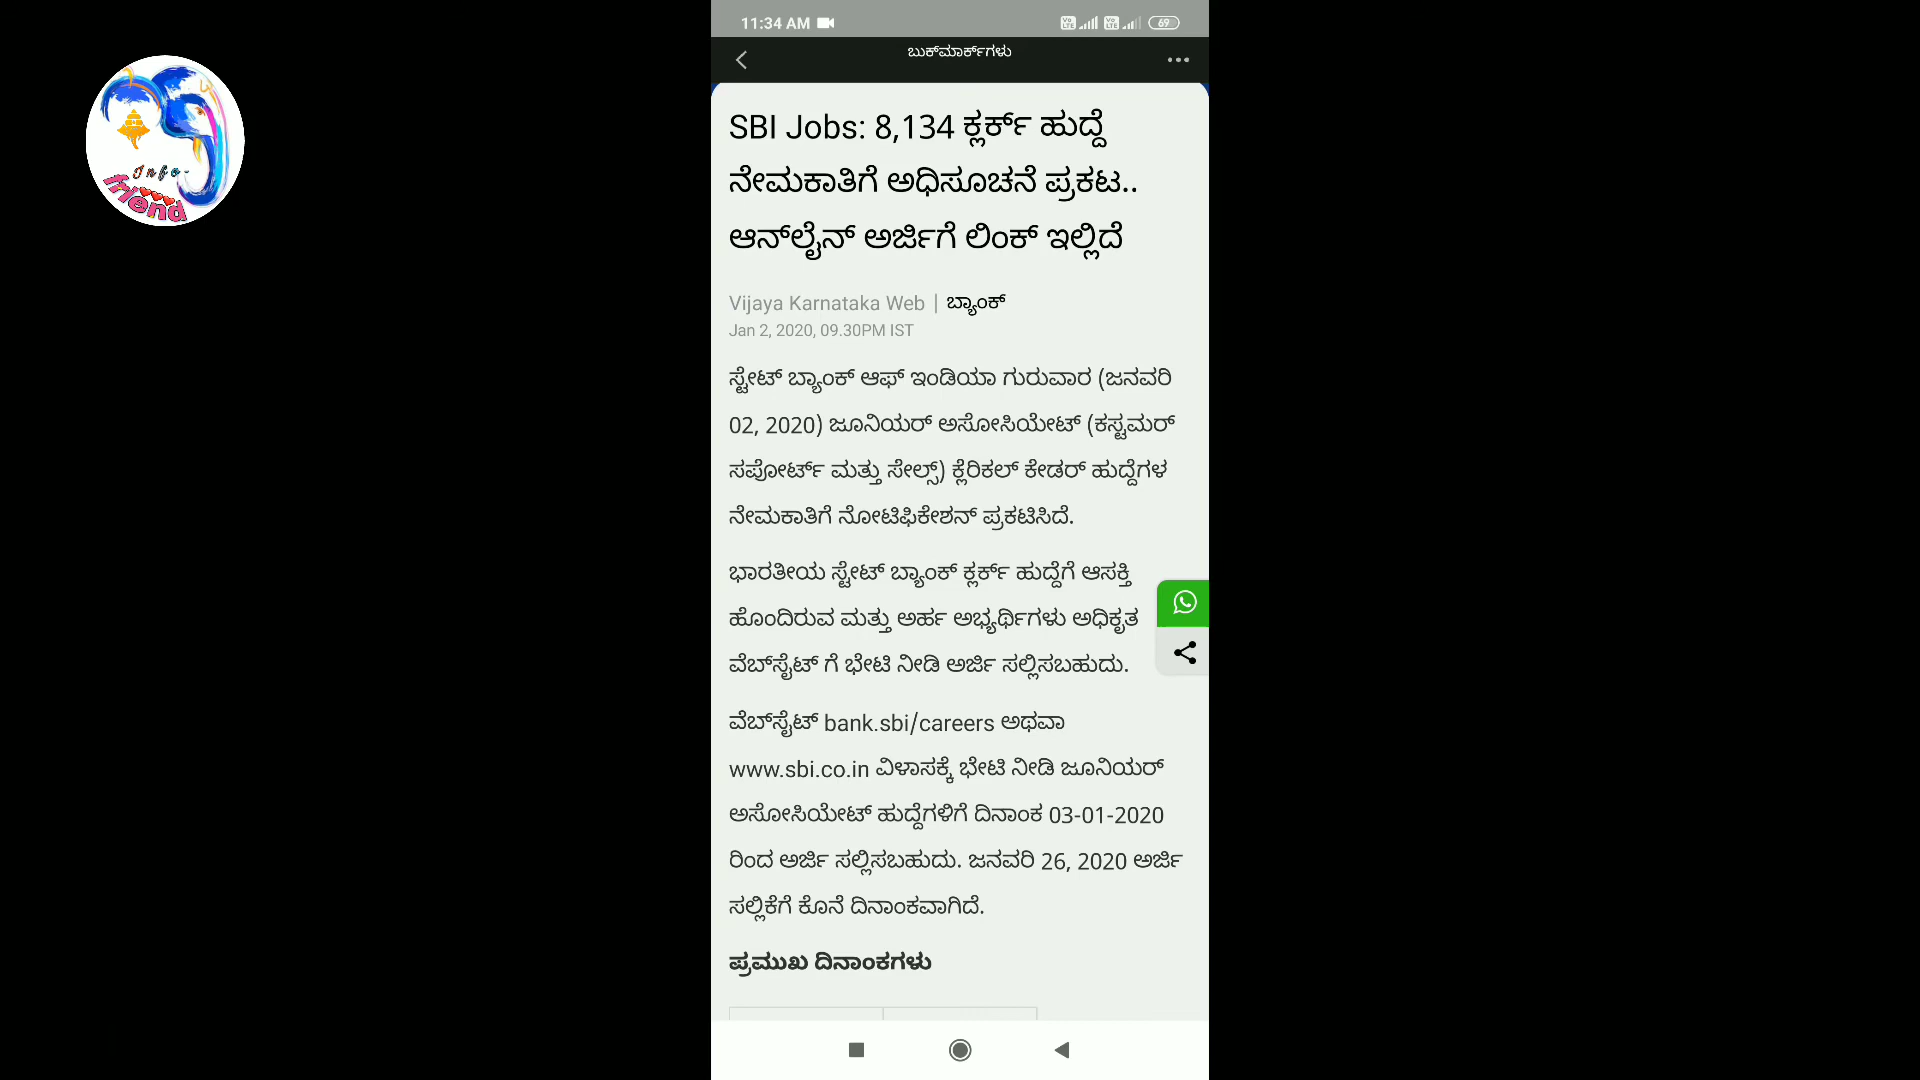 11:34 AM
69
ಬುಕ್‌ಮಾರ್ಕ್‌ಗಳು
Info-
friend
SBI Jobs: 8,134 ಕ್ಲರ್ಕ್ ಹುದ್ದೆ
ನೇಮಕಾತಿಗೆ ಅಧಿಸೂಚನೆ ಪ್ರಕಟ..
ಆನ್‌ಲೈನ್ ಅರ್ಜಿಗೆ ಲಿಂಕ್ ಇಲ್ಲಿದೆ
Vijaya Karnataka Web | ಬ್ಯಾಂಕ್
Jan 2, 2020, 09.30PM IST
ಸ್ಟೇಟ್ ಬ್ಯಾಂಕ್ ಆಫ್ ಇಂಡಿಯಾ ಗುರುವಾರ (ಜನವರಿ
02, 2020) ಜೂನಿಯರ್ ಅಸೋಸಿಯೇಟ್ (ಕಸ್ಟಮರ್
ಸಪೋರ್ಟ್ ಮತ್ತು ಸೇಲ್ಸ್) ಕ್ಲೆರಿಕಲ್ ಕೇಡರ್ ಹುದ್ದೆಗಳ
ನೇಮಕಾತಿಗೆ ನೋಟಿಫಿಕೇಶನ್ ಪ್ರಕಟಿಸಿದೆ.
ಭಾರತೀಯ ಸ್ಟೇಟ್ ಬ್ಯಾಂಕ್ ಕ್ಲರ್ಕ್ ಹುದ್ದೆಗೆ ಆಸಕ್ತಿ
ಹೊಂದಿರುವ ಮತ್ತು ಅರ್ಹ ಅಭ್ಯರ್ಥಿಗಳು ಅಧಿಕೃತ
ವೆಬ್‌ಸೈಟ್ ಗೆ ಭೇಟಿ ನೀಡಿ ಅರ್ಜಿ ಸಲ್ಲಿಸಬಹುದು.
ವೆಬ್‌ಸೈಟ್ bank.sbi/careers ಅಥವಾ
www.sbi.co.in ವಿಳಾಸಕ್ಕೆ ಭೇಟಿ ನೀಡಿ ಜೂನಿಯರ್
ಅಸೋಸಿಯೇಟ್ ಹುದ್ದೆಗಳಿಗೆ ದಿನಾಂಕ 03-01-2020
ರಿಂದ ಅರ್ಜಿ ಸಲ್ಲಿಸಬಹುದು. ಜನವರಿ 26, 2020 ಅರ್ಜಿ
ಸಲ್ಲಿಕೆಗೆ ಕೊನೆ ದಿನಾಂಕವಾಗಿದೆ.
ಪ್ರಮುಖ ದಿನಾಂಕಗಳು